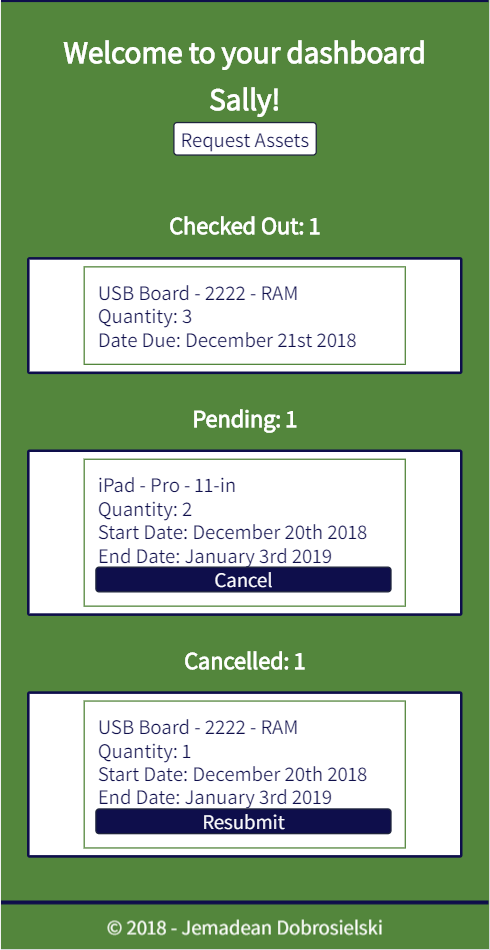 Welcome to your dashboard
Sally!
Request Assets
Checked Out: 1
USB Board - 2222 - RAM
Quantity: 3
Date Due: December 21st 2018
Pending: 1
iPad - Pro - 11-in
Quantity: 2
Start Date: December 20th 2018
End Date: January 3rd 2019
Cancel
Cancelled: 1
USB Board - 2222 - RAM
Quantity: 1
Start Date: December 20th 2018
End Date: January 3rd 2019
Resubmit
© 2018 - Jemadean Dobrosielski